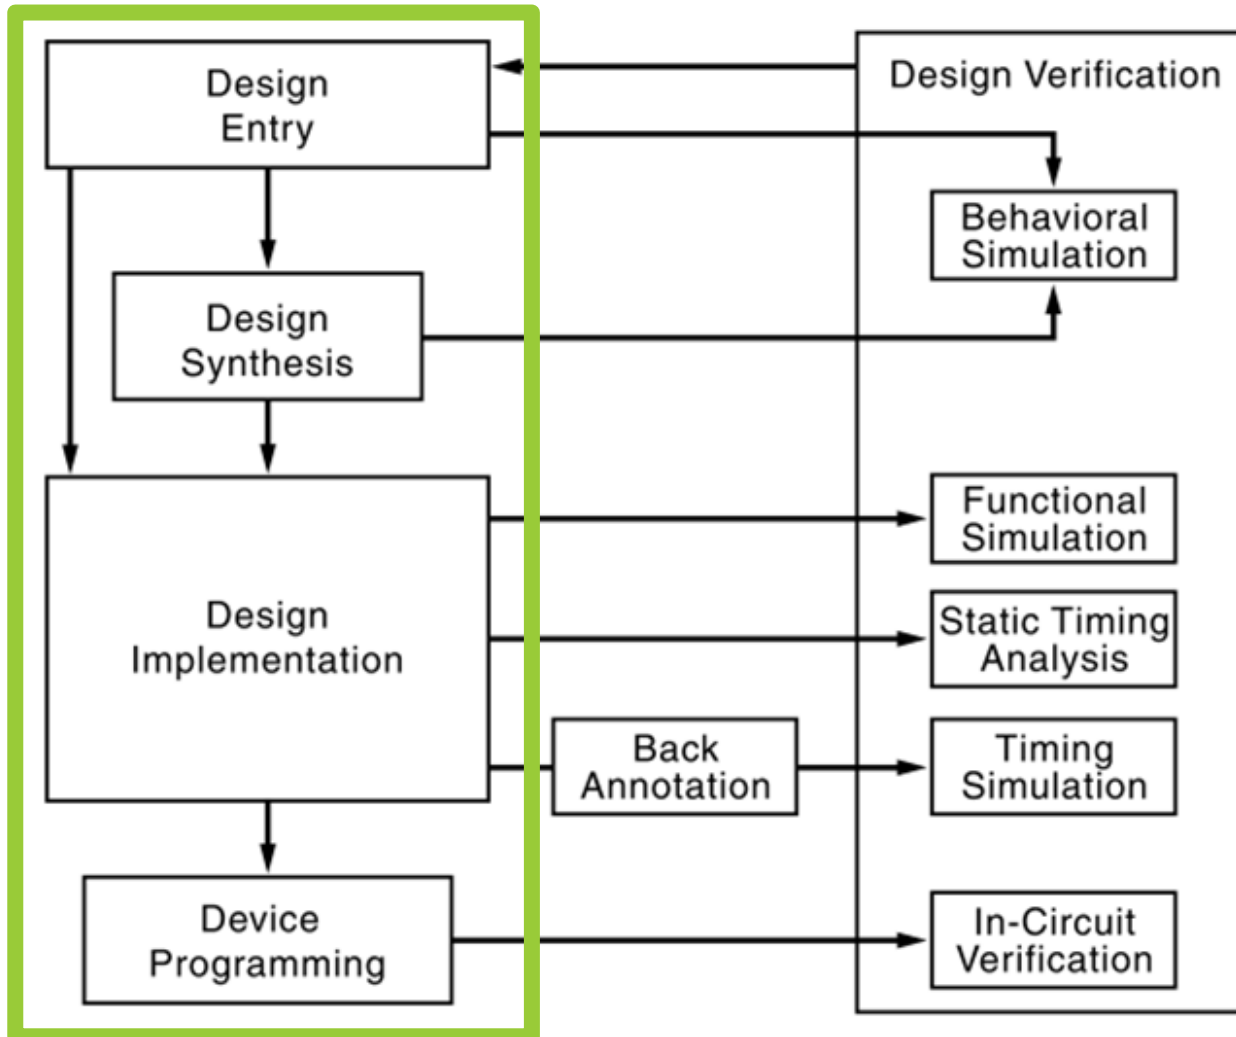 Design
Entry
Design
Synthesis
Design
Implementation
Device
Programming
Back
Annotation
Design Verification
Behavioral
Simulation
Functional
Simulation
Static Timing
Analysis
Timing
Simulation
In-Circuit
Verification